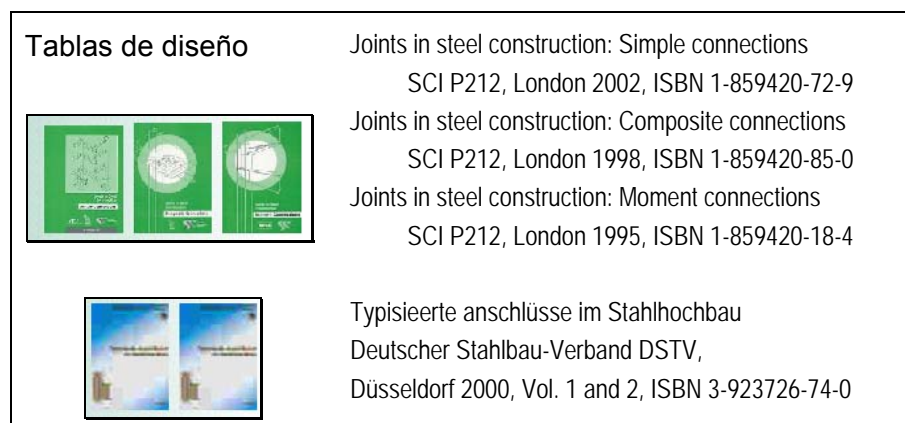 Tablas de diseño
Joints in steel construction: Simple connections
SCI P212, London 2002, ISBN 1-859420-72-9
Joints in steel construction: Composite connections
SCI P212, London 1998, ISBN 1-859420-85-0
Joints in steel construction: Moment connections
SCI P212, London 1995, ISBN 1-859420-18-4
Typisieerte anschlüsse im Stahlhochbau
Deutscher Stahlbau-Verband DSTV,
Düsseldorf 2000, Vol. 1 and 2, ISBN 3-923726-74-0